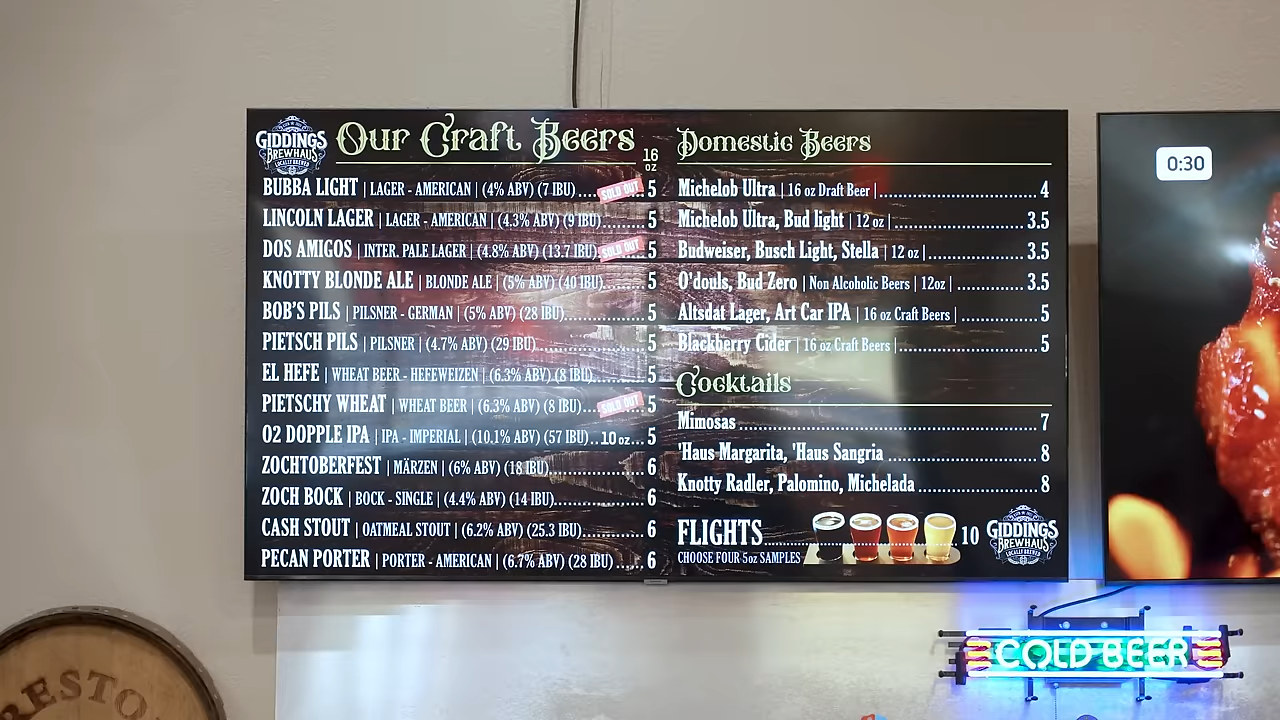 GIDDINGS
BREWHAUS
LOCALLY BREWED
Our Craft Beers
16
oz
BUBBA LIGHT | LAGER - AMERICAN | (4% ABV) (7 IBU) .... SOLD OUT 5
LINCOLN LAGER | LAGER - AMERICAN | (4.3% ABV) (9 IBU)............ 5
DOS AMIGOS | INTER. PALE LAGER | (4.8% ABV) (13.7 IBU) SOLD OUT 5
KNOTTY BLONDE ALE | BLONDE ALE | (5% ABV) (40 IBU)........... 5
BOB'S PILS | PILSNER - GERMAN | (5% ABV) (28 IBU).................... 5
PIETSCH PILS | PILSNER | (4.7% ABV) (29 IBU)........................... 5
EL HEFE | WHEAT BEER - HEFEWEIZEN | (6.3% ABV) (8 IBU)............. 5
PIETSCHY WHEAT | WHEAT BEER | (6.3% ABV) (8 IBU).... SOLD OUT 5
O2 DOPPLE IPA | IPA - IMPERIAL | (10.1% ABV) (57 IBU)..10 oz... 5
ZOCHTOBERFEST | MÄRZEN | (6% ABV) (18 IBU)........................ 6
ZOCH BOCK | BOCK - SINGLE | (4.4% ABV) (14 IBU)....................... 6
CASH STOUT | OATMEAL STOUT | (6.2% ABV) (25.3 IBU)............... 6
PECAN PORTER | PORTER - AMERICAN | (6.7% ABV) (28 IBU) ...... 6
Domestic Beers
Michelob Ultra | 16 oz Draft Beer |.................................... 4
Michelob Ultra, Bud light | 12 oz |.............................. 3.5
Budweiser, Busch Light, Stella | 12 oz |....................... 3.5
O'douls, Bud Zero | Non Alcoholic Beers | 12oz |................. 3.5
Altsdat Lager, Art Car IPA | 16 oz Craft Beers | ................. 5
Blackberry Cider | 16 oz Craft Beers |............................... 5
Cocktails
Mimosas .................................................................... 7
'Haus Margarita, 'Haus Sangria .................................. 8
Knotty Radler, Palomino, Michelada ........................... 8
FLIGHTS .......... 10
CHOOSE FOUR 5oz SAMPLES
GIDDINGS
BREWHAUS
LOCALLY BREWED
0:30
COLD BEER
RESTO